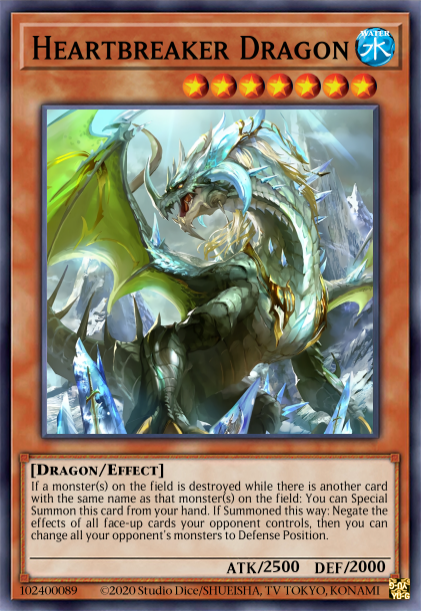 Heartbreaker Dragon
WATER
水
[Dragon/Effect]
If a monster(s) on the field is destroyed while there is another card
with the same name as that monster(s) on the field: You can Special
Summon this card from your hand. If Summoned this way: Negate the
effects of all face-up cards your opponent controls, then you can
change all your opponent's monsters to Defense Position.
ATK/2500 DEF/2000
102400089 ©2020 Studio Dice/SHUEISHA, TV TOKYO, KONAMI